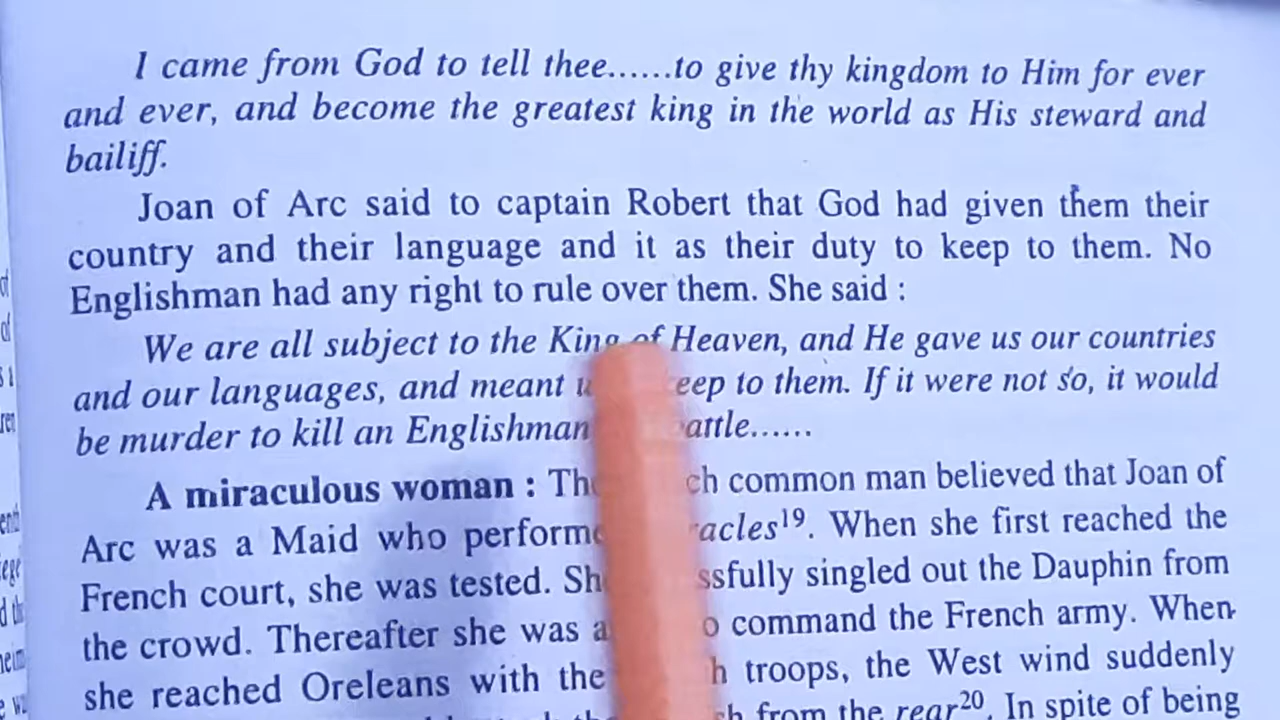 I came from God to tell thee......to give thy kingdom to Him for ever
and ever, and become the greatest king in the world as His steward and
bailiff.
Joan of Arc said to captain Robert that God had given them their
country and their language and it as their duty to keep to them. No
Englishman had any right to rule over them. She said :
We are all subject to the King of Heaven, and He gave us our countries
and our languages, and meant eep to them. If it were not so, it would
be murder to kill an Englishman attle......
A miraculous woman : Th ch common man believed that Joan of
Arc was a Maid who performe racles19. When she first reached the
French court, she was tested. Sh ssfully singled out the Dauphin from
the crowd. Thereafter she was a o command the French army. When
she reached Oreleans with the h troops, the West wind suddenly
ch from the rear20. In spite of being